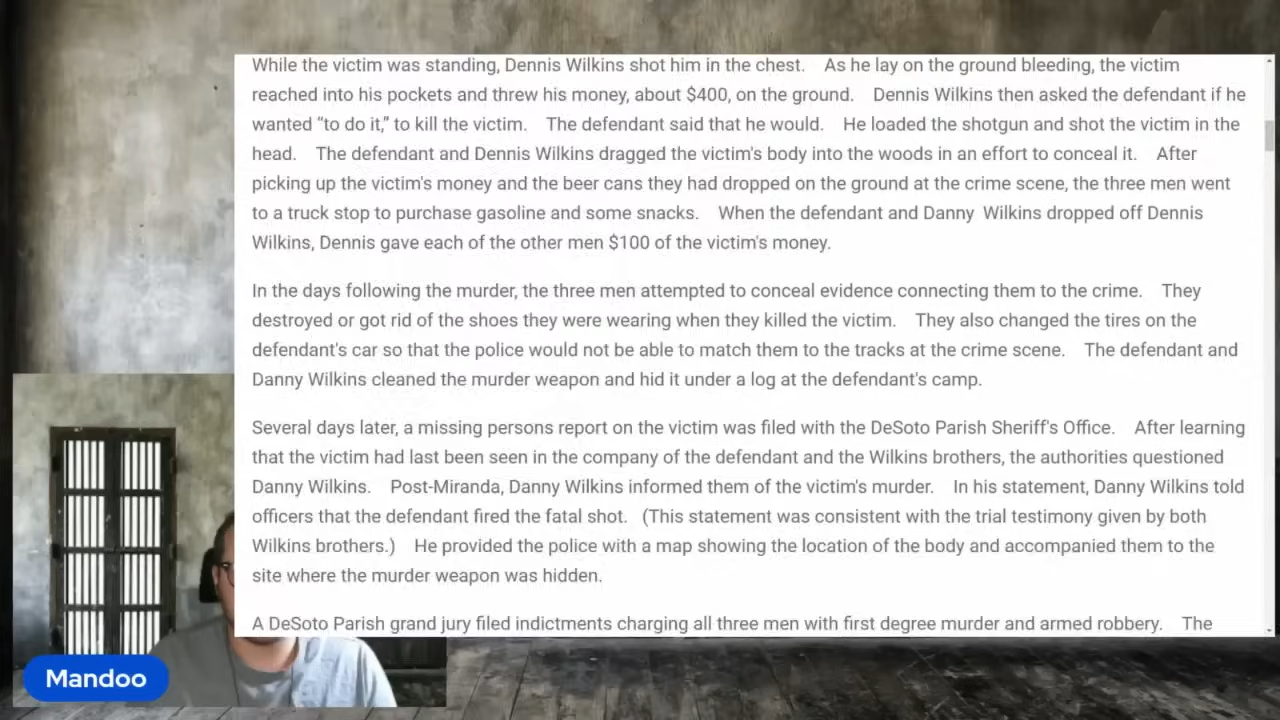 While the victim was standing, Dennis Wilkins shot him in the chest. As he lay on the ground bleeding, the victim
reached into his pockets and threw his money, about $400, on the ground. Dennis Wilkins then asked the defendant if he
wanted “to do it,” to kill the victim. The defendant said that he would. He loaded the shotgun and shot the victim in the
head. The defendant and Dennis Wilkins dragged the victim's body into the woods in an effort to conceal it. After
picking up the victim's money and the beer cans they had dropped on the ground at the crime scene, the three men went
to a truck stop to purchase gasoline and some snacks. When the defendant and Danny Wilkins dropped off Dennis
Wilkins, Dennis gave each of the other men $100 of the victim's money.
In the days following the murder, the three men attempted to conceal evidence connecting them to the crime. They
destroyed or got rid of the shoes they were wearing when they killed the victim. They also changed the tires on the
defendant's car so that the police would not be able to match them to the tracks at the crime scene. The defendant and
Danny Wilkins cleaned the murder weapon and hid it under a log at the defendant's camp.
Several days later, a missing persons report on the victim was filed with the DeSoto Parish Sheriff's Office. After learning
that the victim had last been seen in the company of the defendant and the Wilkins brothers, the authorities questioned
Danny Wilkins. Post-Miranda, Danny Wilkins informed them of the victim's murder. In his statement, Danny Wilkins told
officers that the defendant fired the fatal shot. (This statement was consistent with the trial testimony given by both
Wilkins brothers.) He provided the police with a map showing the location of the body and accompanied them to the
site where the murder weapon was hidden.
A DeSoto Parish grand jury filed indictments charging all three men with first degree murder and armed robbery. The
Mandoo